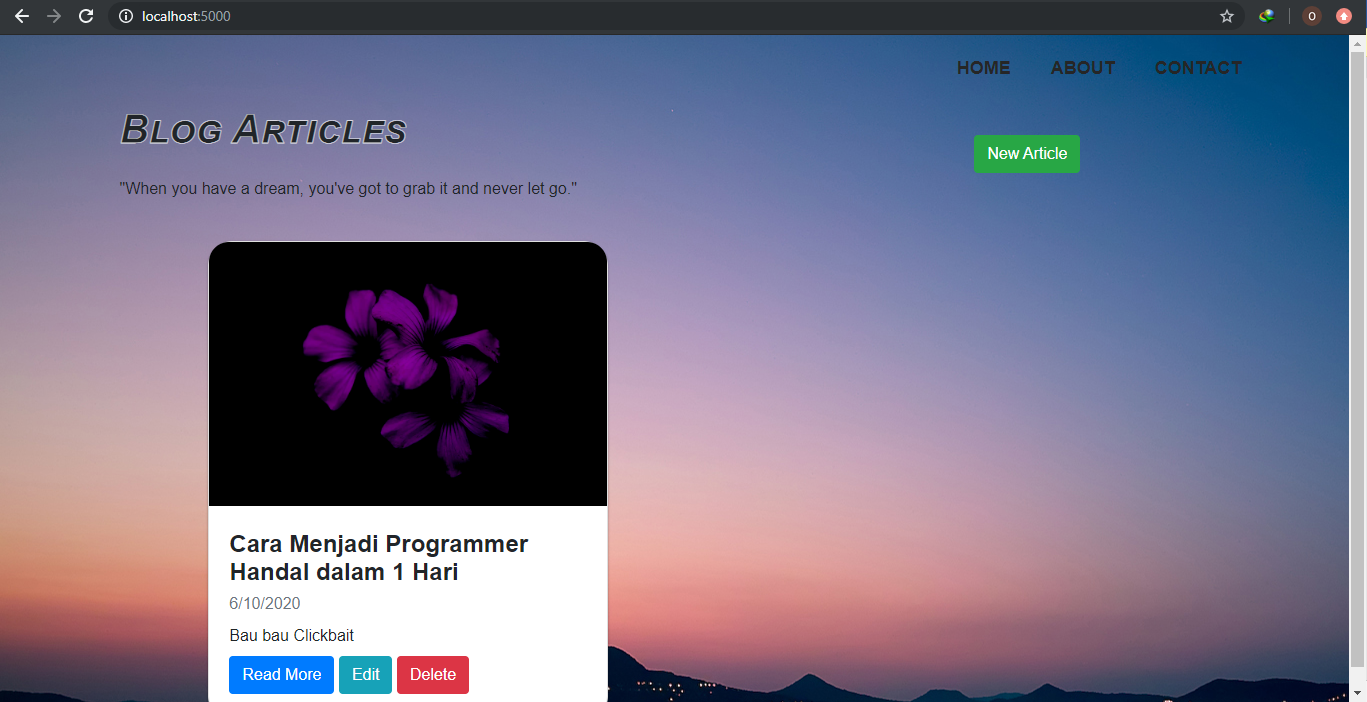 localhost:5000
O
HOME ABOUT CONTACT
Blog Articles
New Article
"When you have a dream, you've got to grab it and never let go."
Cara Menjadi Programmer
Handal dalam 1 Hari
6/10/2020
Bau bau Clickbait
Read More Edit Delete